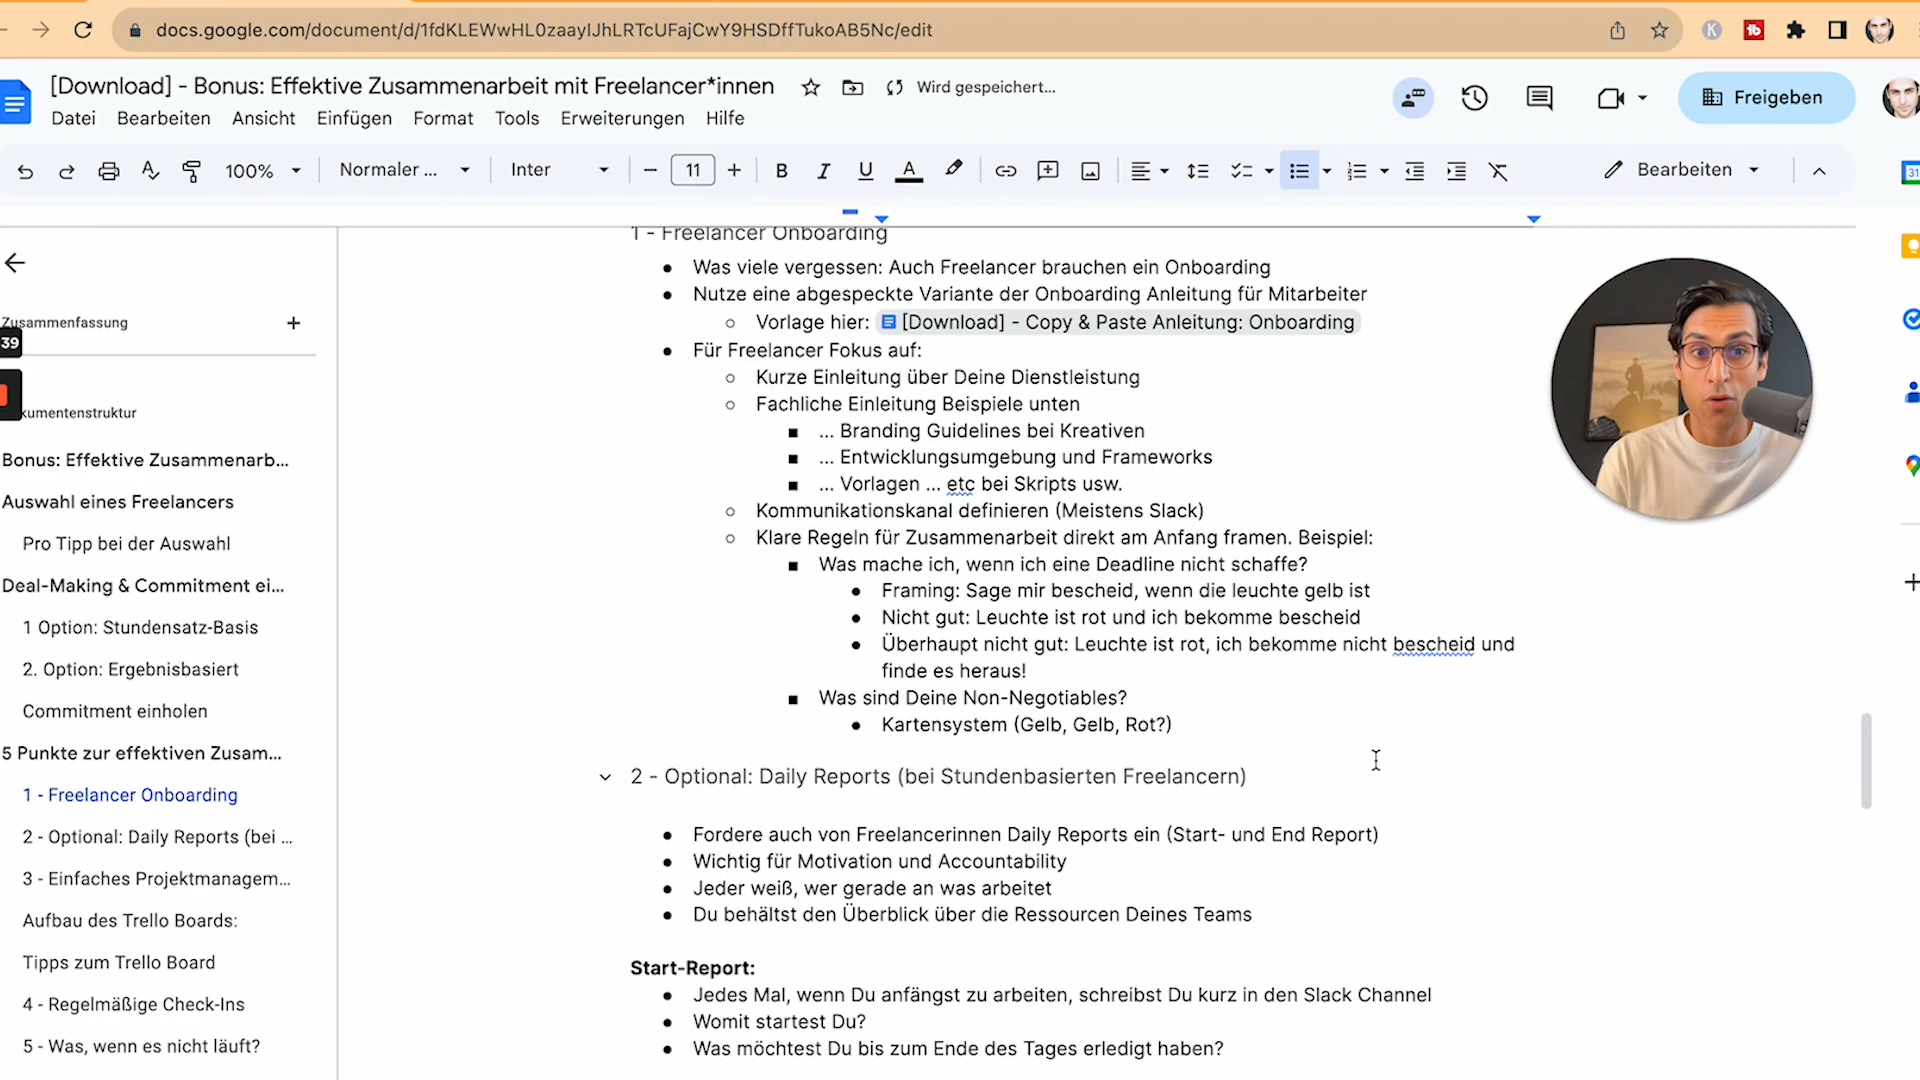 docs.google.com/document/d/1fdKLEWwHL0zaaylJhLRTcUFajCwY9HSDffTukoAB5Nc/edit
[Download] - Bonus: Effektive Zusammenarbeit mit Freelancer*innen
Wird gespeichert...
Datei Bearbeiten Ansicht Einfügen Format Tools Erweiterungen Hilfe
Freigeben
100% Normaler ... Inter 11 Bearbeiten
31
Zusammenfassung
39
kumentenstruktur
Bonus: Effektive Zusammenarb...
Auswahl eines Freelancers
Pro Tipp bei der Auswahl
Deal-Making & Commitment ei...
1 Option: Stundensatz-Basis
2. Option: Ergebnisbasiert
Commitment einholen
5 Punkte zur effektiven Zusam...
1 - Freelancer Onboarding
2 - Optional: Daily Reports (bei ...
3 - Einfaches Projektmanagem...
Aufbau des Trello Boards:
Tipps zum Trello Board
4 - Regelmäßige Check-Ins
5 - Was, wenn es nicht läuft?
1 - Freelancer Onboarding
Was viele vergessen: Auch Freelancer brauchen ein Onboarding
Nutze eine abgespeckte Variante der Onboarding Anleitung für Mitarbeiter
Vorlage hier: [Download] - Copy & Paste Anleitung: Onboarding
Für Freelancer Fokus auf:
Kurze Einleitung über Deine Dienstleistung
Fachliche Einleitung Beispiele unten
... Branding Guidelines bei Kreativen
... Entwicklungsumgebung und Frameworks
... Vorlagen ... etc bei Skripts usw.
Kommunikationskanal definieren (Meistens Slack)
Klare Regeln für Zusammenarbeit direkt am Anfang framen. Beispiel:
Was mache ich, wenn ich eine Deadline nicht schaffe?
Framing: Sage mir bescheid, wenn die leuchte gelb ist
Nicht gut: Leuchte ist rot und ich bekomme bescheid
Überhaupt nicht gut: Leuchte ist rot, ich bekomme nicht bescheid und
finde es heraus!
Was sind Deine Non-Negotiables?
Kartensystem (Gelb, Gelb, Rot?)
2 - Optional: Daily Reports (bei Stundenbasierten Freelancern)
Fordere auch von Freelancerinnen Daily Reports ein (Start- und End Report)
Wichtig für Motivation und Accountability
Jeder weiß, wer gerade an was arbeitet
Du behältst den Überblick über die Ressourcen Deines Teams
Start-Report:
Jedes Mal, wenn Du anfängst zu arbeiten, schreibst Du kurz in den Slack Channel
Womit startest Du?
Was möchtest Du bis zum Ende des Tages erledigt haben?